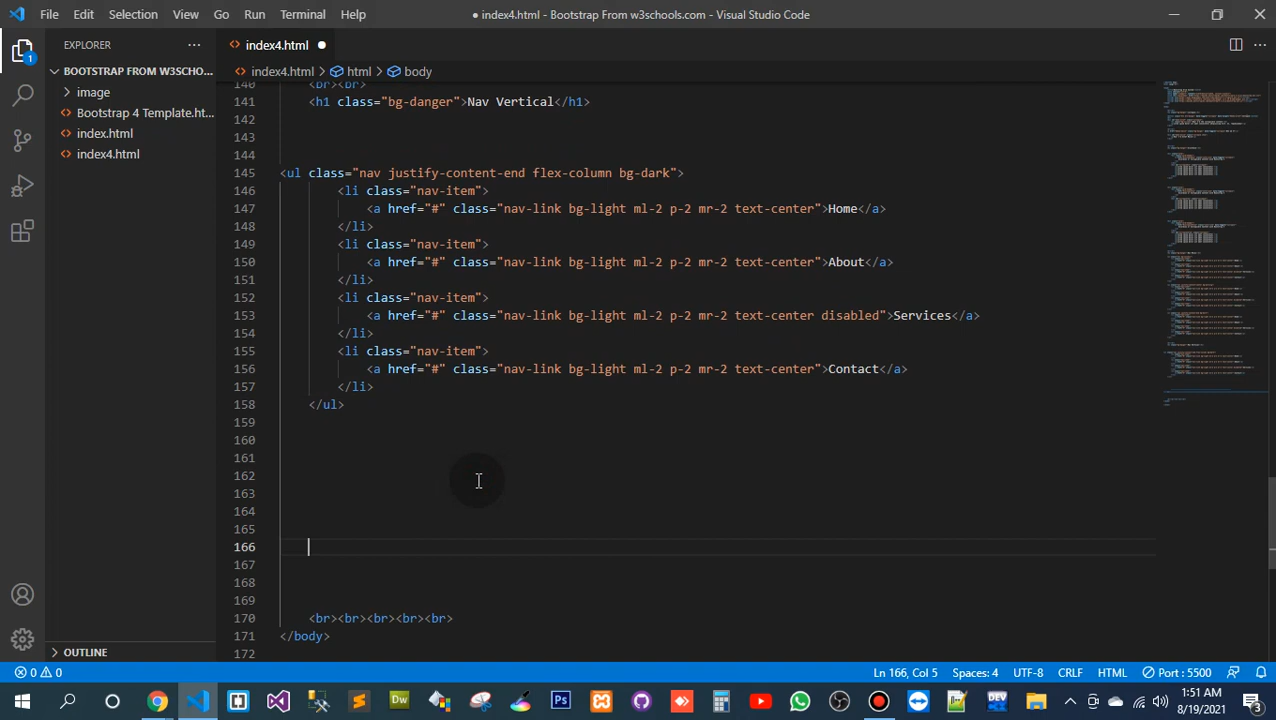 File Edit Selection View Go Run Terminal Help
● index4.html - Bootstrap From w3schools.com - Visual Studio Code
EXPLORER
index4.html
BOOTSTRAP FROM W3SCHO...
image
Bootstrap 4 Template.ht...
index.html
index4.html
OUTLINE
1
index4.html > html > body
140 <br><br>
141 <h1 class="bg-danger">Nav Vertical</h1>
142
143
144
145 <ul class="nav justify-content-end flex-column bg-dark">
146 <li class="nav-item">
147 <a href="#" class="nav-link bg-light ml-2 p-2 mr-2 text-center">Home</a>
148 </li>
149 <li class="nav-item">
150 <a href="#" class="nav-link bg-light ml-2 p-2 mr-2 text-center">About</a>
151 </li>
152 <li class="nav-item">
153 <a href="#" class="nav-link bg-light ml-2 p-2 mr-2 text-center disabled">Services</a>
154 </li>
155 <li class="nav-item">
156 <a href="#" class="nav-link bg-light ml-2 p-2 mr-2 text-center">Contact</a>
157 </li>
158 </ul>
159
160
161
162
163
164
165
166
167
168
169
170 <br><br><br><br><br>
171 </body>
172
0 0
Ln 166, Col 5 Spaces: 4 UTF-8 CRLF HTML Port : 5500
Dw Ps DEV
1:51 AM
8/19/2021
3